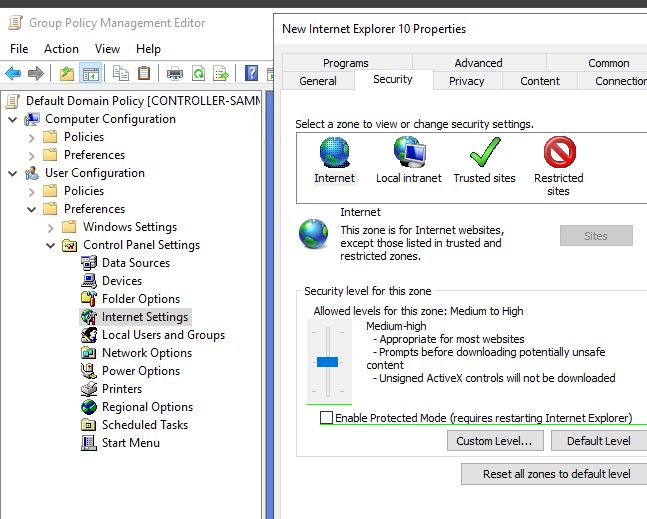 Group Policy Management Editor
File Action View Help
Default Domain Policy [CONTROLLER-SAMM
Computer Configuration
Policies
Preferences
User Configuration
Policies
Preferences
Windows Settings
Control Panel Settings
Data Sources
Devices
Folder Options
Internet Settings
Local Users and Groups
Network Options
Power Options
Printers
Regional Options
Scheduled Tasks
Start Menu
New Internet Explorer 10 Properties
Programs Advanced Common
General Security Privacy Content Connection
Select a zone to view or change security settings.
Internet Local intranet Trusted sites Restricted
sites
Internet
This zone is for Internet websites,
except those listed in trusted and
restricted zones.
Sites
Security level for this zone
Allowed levels for this zone: Medium to High
Medium-high
- Appropriate for most websites
- Prompts before downloading potentially unsafe
content
- Unsigned ActiveX controls will not be downloaded
Enable Protected Mode (requires restarting Internet Explorer)
Custom Level... Default Level
Reset all zones to default level